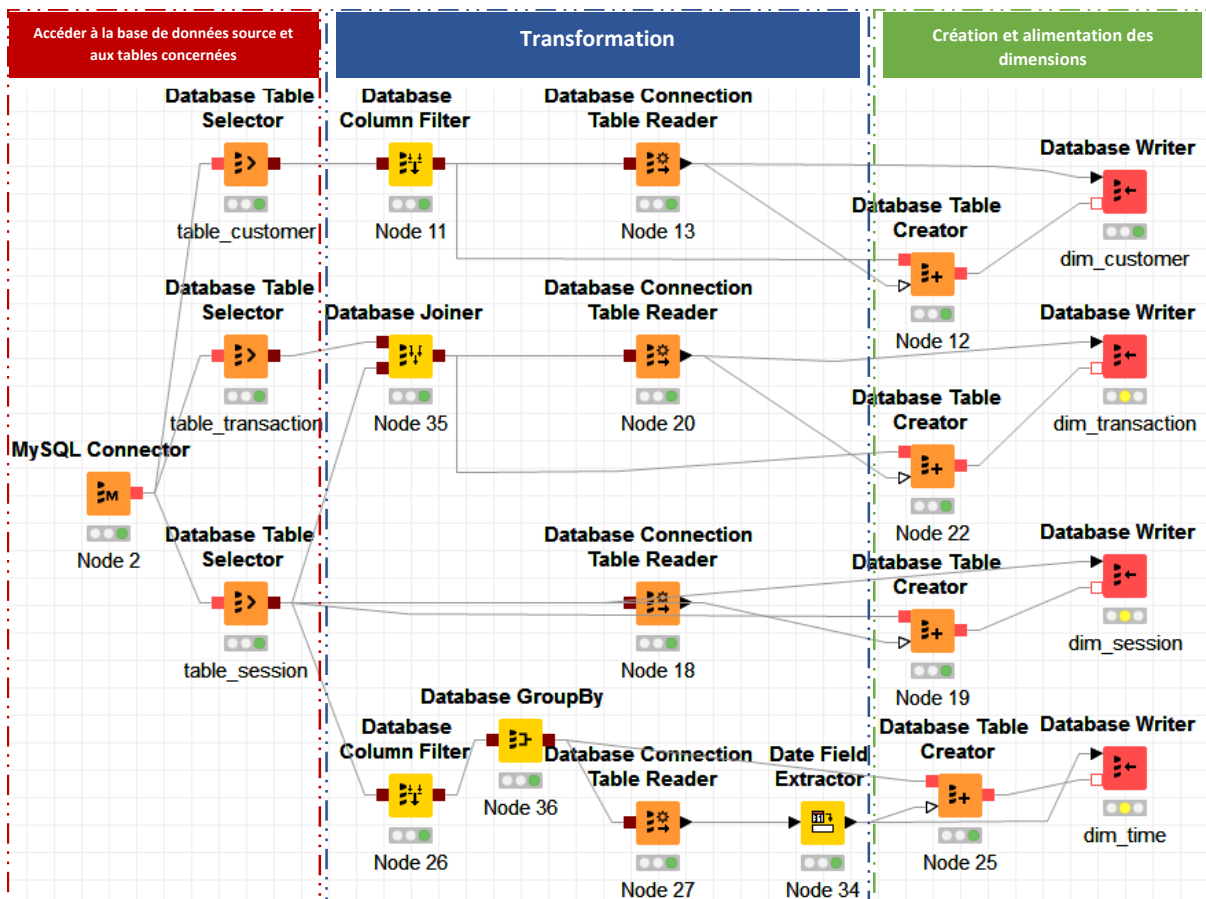 Accéder à la base de données source et
aux tables concernées
Transformation
Création et alimentation des
dimensions
Database Table
Selector
table_customer
Database
Column Filter
Node 11
Database Connection
Table Reader
Node 13
Database Writer
dim_customer
Database Table
Creator
Node 12
Database Table
Selector
table_transaction
Database Joiner
Node 35
Database Connection
Table Reader
Node 20
Database Writer
dim_transaction
Database Table
Creator
Node 22
MySQL Connector
M
Node 2
Database Table
Selector
table_session
Database Connection
Table Reader
Node 18
Database Writer
dim_session
Database Table
Creator
Node 19
Database GroupBy
Node 36
Database
Column Filter
Node 26
Database Connection
Table Reader
Node 27
Date Field
Extractor
Node 34
Database Table
Creator
Node 25
Database Writer
dim_time